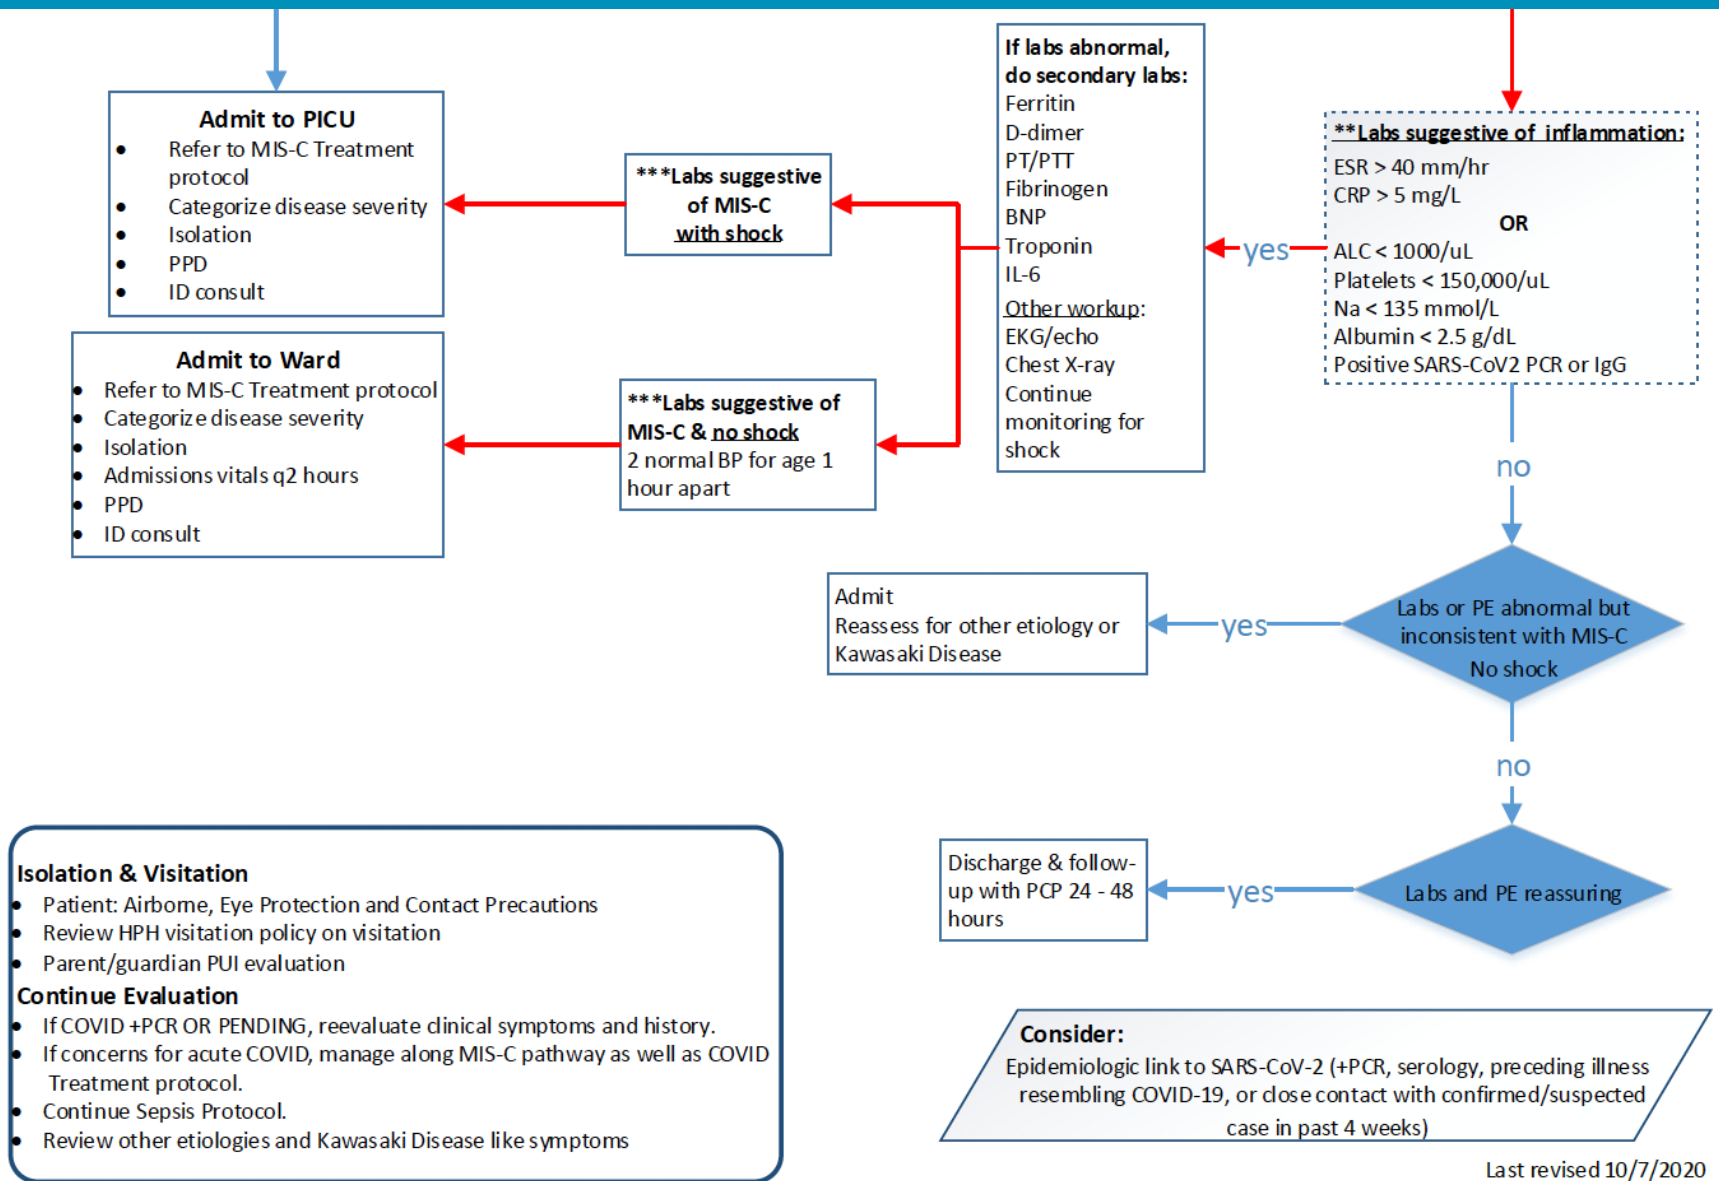 Admit to PICU
• Refer to MIS-C Treatment
protocol
• Categorize disease severity
• Isolation
• PPD
• ID consult
***Labs suggestive
of MIS-C
with shock
If labs abnormal,
do secondary labs:
Ferritin
D-dimer
PT/PTT
Fibrinogen
BNP
Troponin
IL-6
Other workup:
EKG/echo
Chest X-ray
Continue
monitoring for
shock
yes
**Labs suggestive of inflammation:
ESR > 40 mm/hr
CRP > 5 mg/L
OR
ALC < 1000/uL
Platelets < 150,000/uL
Na < 135 mmol/L
Albumin < 2.5 g/dL
Positive SARS-CoV2 PCR or IgG
Admit to Ward
• Refer to MIS-C Treatment protocol
• Categorize disease severity
• Isolation
• Admissions vitals q2 hours
• PPD
• ID consult
***Labs suggestive of
MIS-C & no shock
2 normal BP for age 1
hour apart
no
Admit
Reassess for other etiology or
Kawasaki Disease
yes
Labs or PE abnormal but
inconsistent with MIS-C
No shock
no
Discharge & follow-
up with PCP 24 - 48
hours
yes
Labs and PE reassuring
Isolation & Visitation
• Patient: Airborne, Eye Protection and Contact Precautions
• Review HPH visitation policy on visitation
• Parent/guardian PUI evaluation
Continue Evaluation
• If COVID +PCR OR PENDING, reevaluate clinical symptoms and history.
• If concerns for acute COVID, manage along MIS-C pathway as well as COVID
Treatment protocol.
• Continue Sepsis Protocol.
• Review other etiologies and Kawasaki Disease like symptoms
Consider:
Epidemiologic link to SARS-CoV-2 (+PCR, serology, preceding illness
resembling COVID-19, or close contact with confirmed/suspected
case in past 4 weeks)
Last revised 10/7/2020